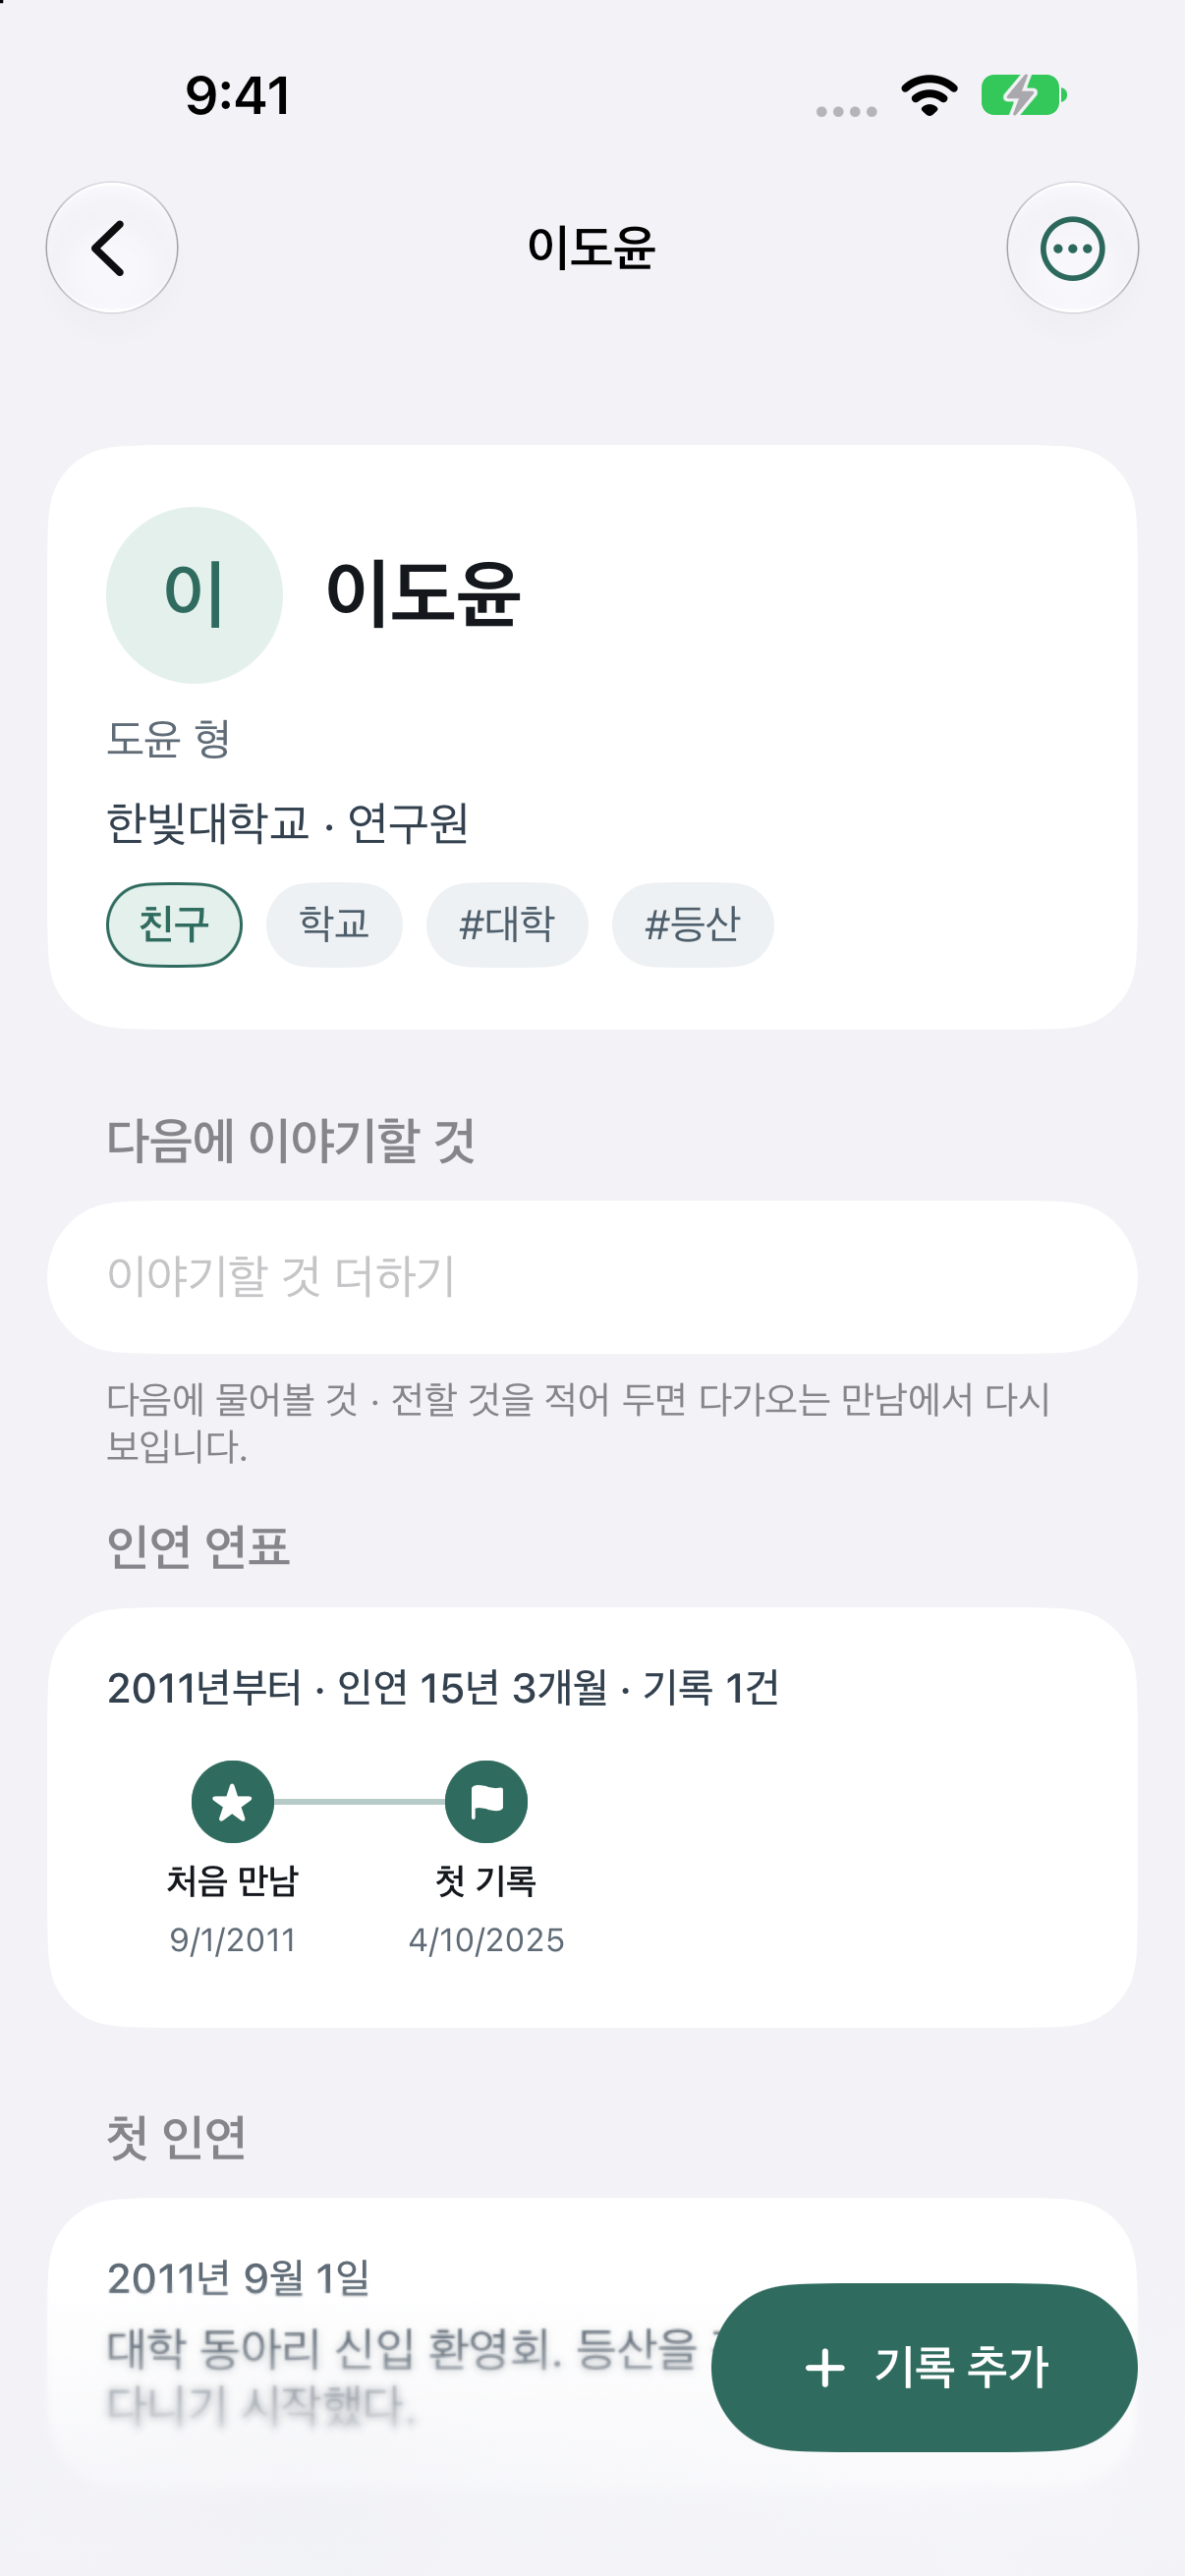 9:41
이도윤
이
이도윤
도윤 형
한빛대학교 · 연구원
친구 학교 #대학 #등산
다음에 이야기할 것
이야기할 것 더하기
다음에 물어볼 것 · 전할 것을 적어 두면 다가오는 만남에서 다시
보입니다.
인연 연표
2011년부터 · 인연 15년 3개월 · 기록 1건
처음 만남 첫 기록
9/1/2011 4/10/2025
첫 인연
2011년 9월 1일
대학 동아리 신입 환영회. 등산을
다니기 시작했다.
+ 기록 추가